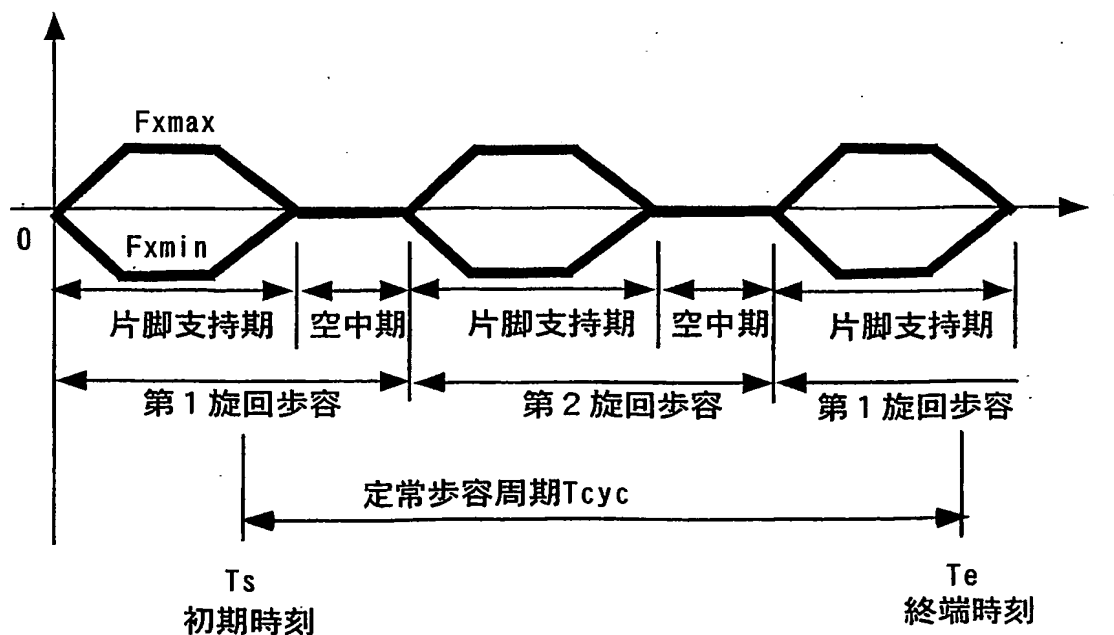 Fxmax
0
Fxmin
片脚支持期 空中期 片脚支持期 空中期 片脚支持期
第1旋回歩容 第2旋回歩容 第1旋回歩容
定常歩容周期Tcyc
Ts
初期時刻
Te
終端時刻